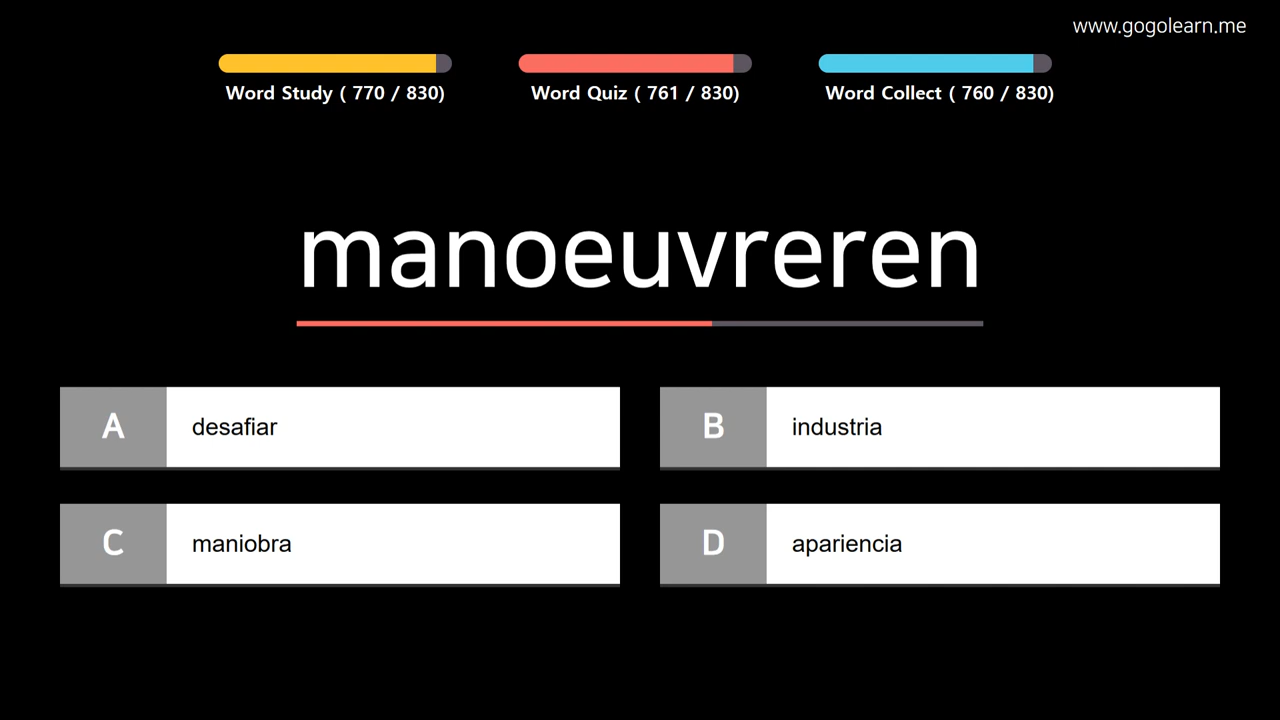 www.gogolearn.me
Word Study ( 770 / 830)
Word Quiz ( 761 / 830)
Word Collect ( 760 / 830)
manoeuvreren
A desafiar
B industria
C maniobra
D apariencia